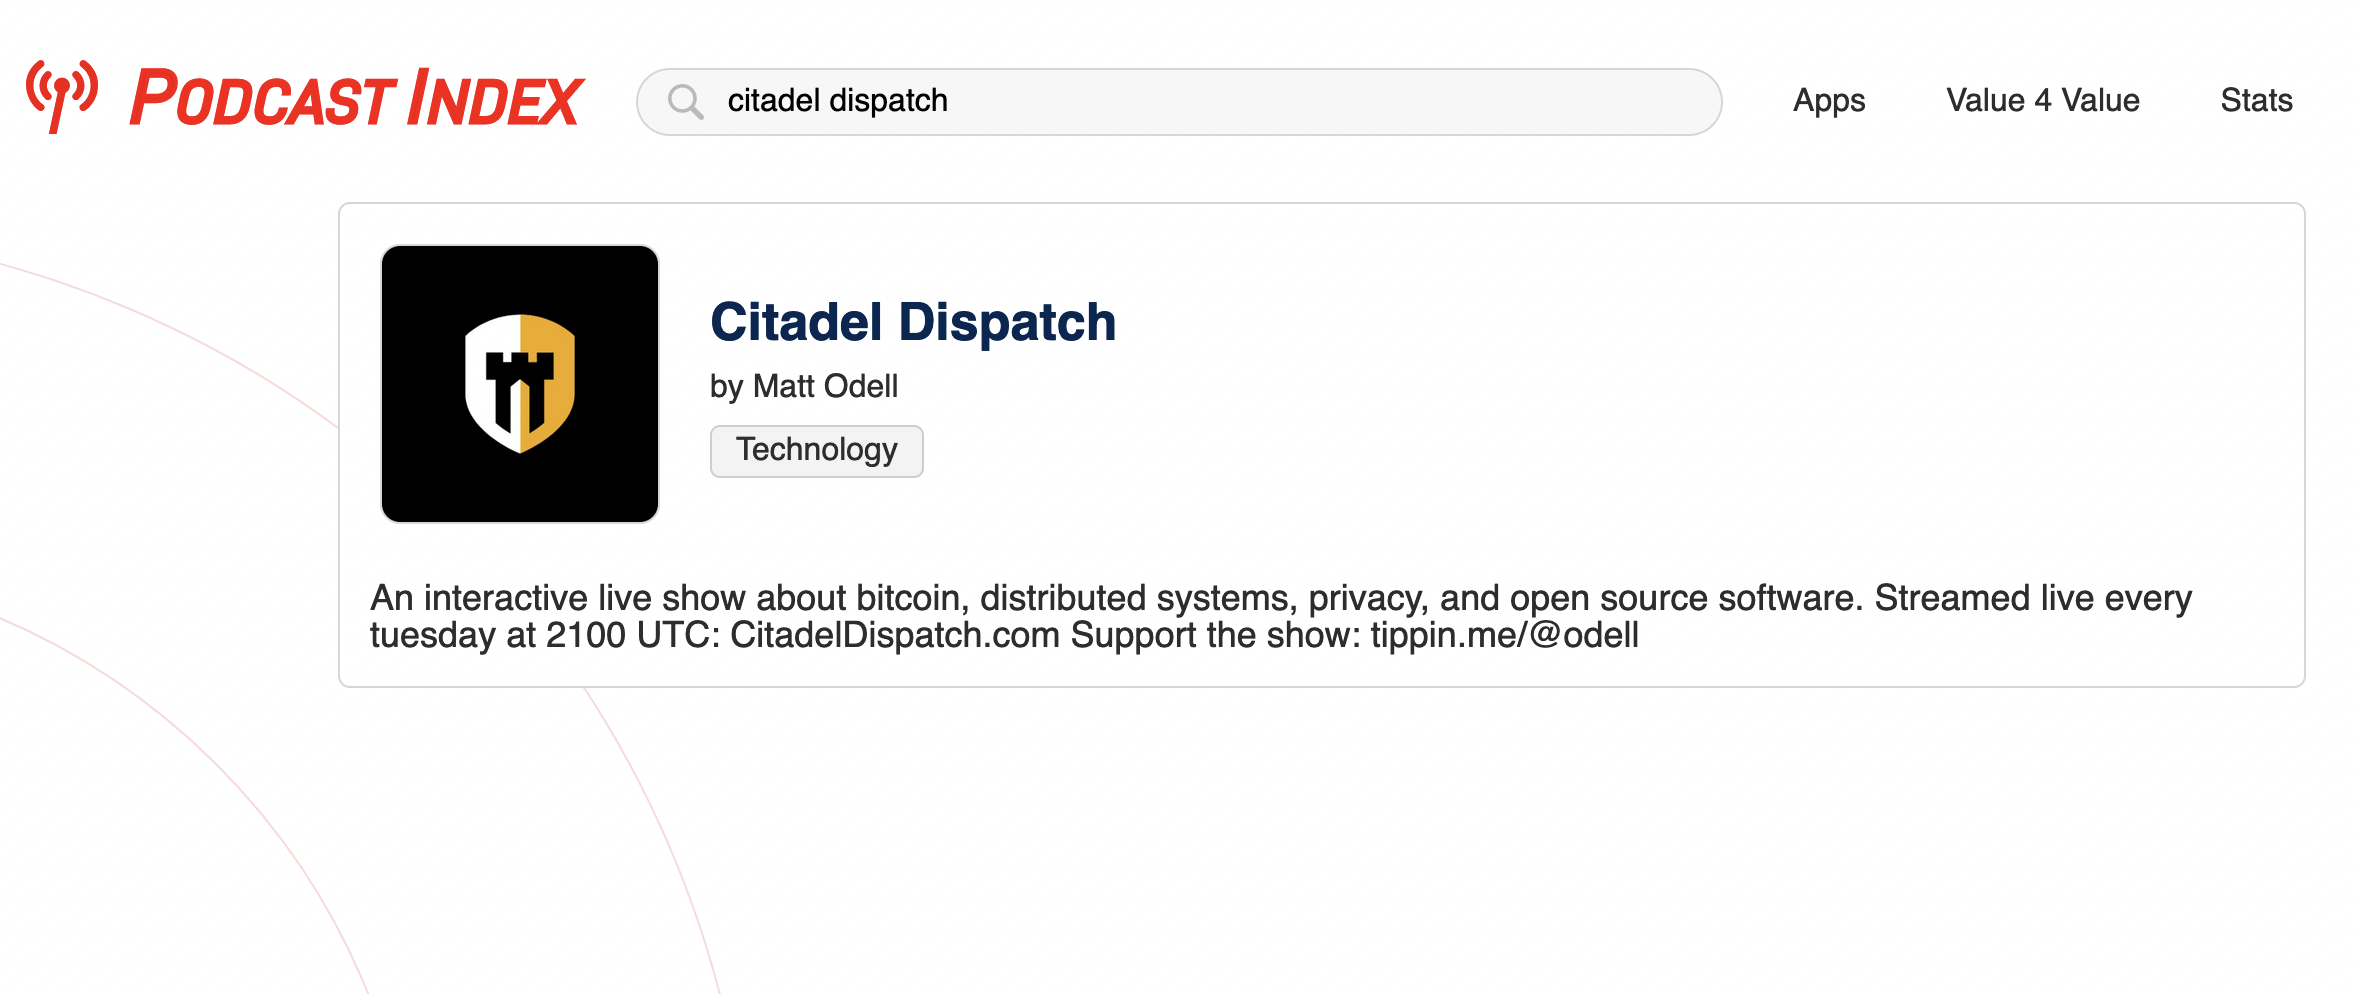 PODCAST INDEX
citadel dispatch
Apps
Value 4 Value
Stats
Citadel Dispatch
by Matt Odell
Technology
An interactive live show about bitcoin, distributed systems, privacy, and open source software. Streamed live every
tuesday at 2100 UTC: CitadelDispatch.com Support the show: tippin.me/@odell